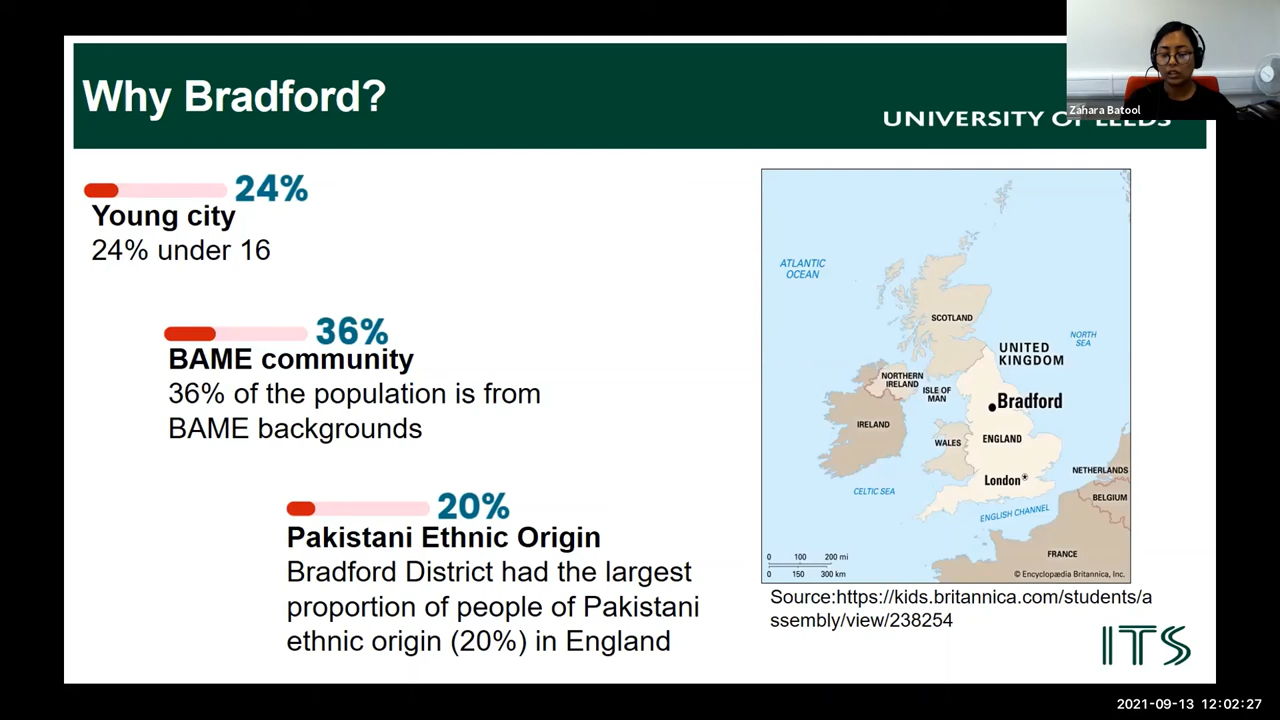 Why Bradford?
UNIVERSITY OF LEEDS
Zahara Batool
24%
Young city
24% under 16
36%
BAME community
36% of the population is from
BAME backgrounds
20%
Pakistani Ethnic Origin
Bradford District had the largest
proportion of people of Pakistani
ethnic origin (20%) in England
ATLANTIC
OCEAN
SCOTLAND
NORTH
SEA
UNITED
KINGDOM
NORTHERN
IRELAND
ISLE OF
MAN
Bradford
IRELAND
WALES
ENGLAND
London
NETHERLANDS
BELGIUM
CELTIC SEA
ENGLISH CHANNEL
FRANCE
0 100 200 mi
0 150 300 km
© Encyclopædia Britannica, Inc.
Source:https://kids.britannica.com/students/a
ssembly/view/238254
ITS
2021-09-13 12:02:27